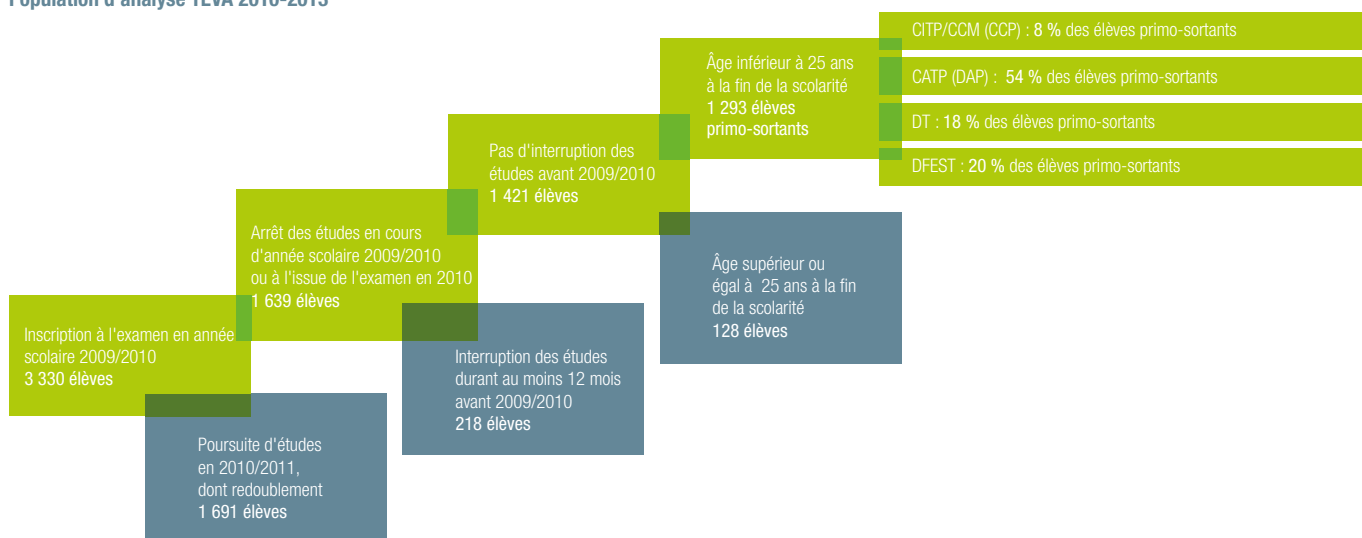 Population d'analyse TEVA 2010-2013
Inscription à l'examen en année
scolaire 2009/2010
3 330 élèves
Poursuite d'études
en 2010/2011,
dont redoublement
1 691 élèves
Arrêt des études en cours
d'année scolaire 2009/2010
ou à l'issue de l'examen en 2010
1 639 élèves
Interruption des études
durant au moins 12 mois
avant 2009/2010
218 élèves
Pas d'interruption des
études avant 2009/2010
1 421 élèves
Âge inférieur à 25 ans
à la fin de la scolarité
1 293 élèves
primo-sortants
Âge supérieur ou
égal à 25 ans à la fin
de la scolarité
128 élèves
CITP/CCM (CCP) : 8 % des élèves primo-sortants
CATP (DAP) : 54 % des élèves primo-sortants
DT : 18 % des élèves primo-sortants
DFEST : 20 % des élèves primo-sortants